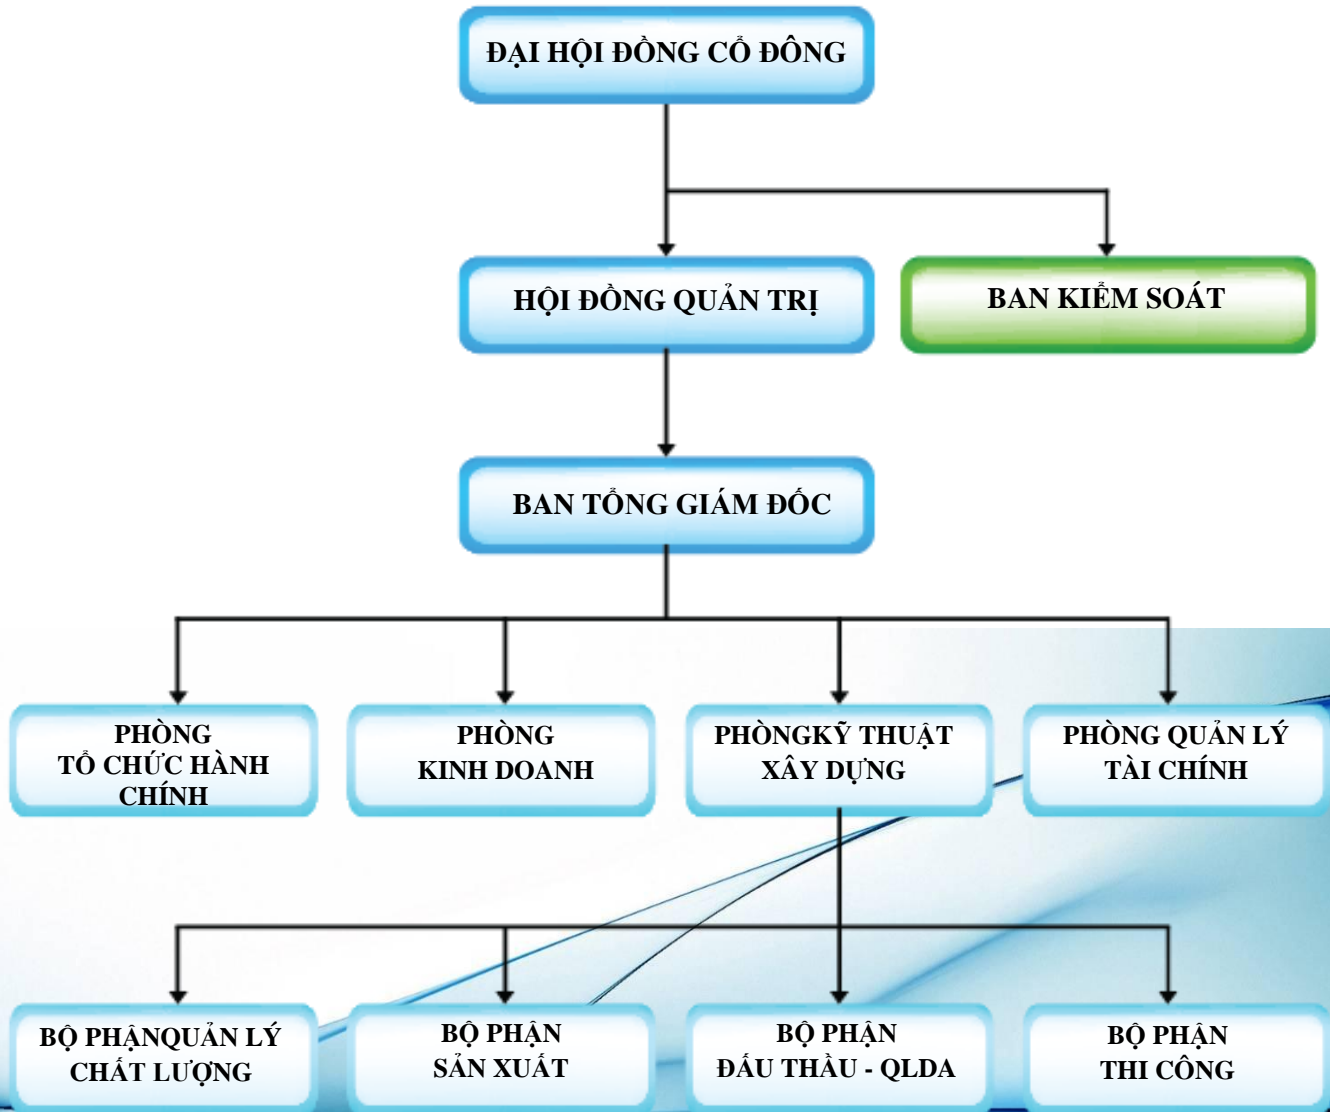 ĐẠI HỘI ĐỒNG CỔ ĐÔNG
HỘI ĐỒNG QUẢN TRỊ
BAN KIỂM SOÁT
BAN TỔNG GIÁM ĐỐC
PHÒNG
TỔ CHỨC HÀNH
CHÍNH
PHÒNG
KINH DOANH
PHÒNGKỸ THUẬT
XÂY DỰNG
PHÒNG QUẢN LÝ
TÀI CHÍNH
BỘ PHẬNQUẢN LÝ
CHẤT LƯỢNG
BỘ PHẬN
SẢN XUẤT
BỘ PHẬN
ĐẤU THẦU - QLDA
BỘ PHẬN
THI CÔNG